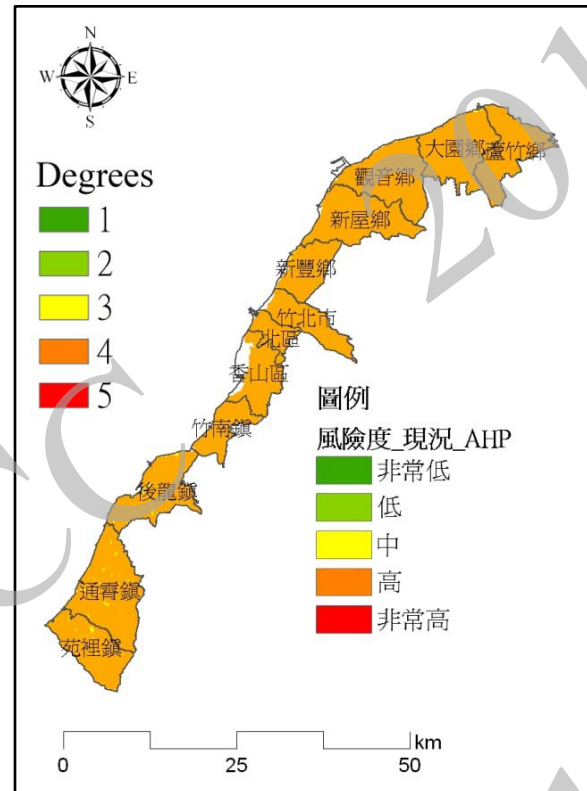 N
W E
S
Degrees
1
2
3
4
5
大園鄉
蘆竹鄉
觀音鄉
新屋鄉
新豐鄉
竹北市
北區
香山區
竹南鎮
後龍鎮
通霄鎮
苑裡鎮
圖例
風險度_現況_AHP
非常低
低
中
高
非常高
km
0 25 50